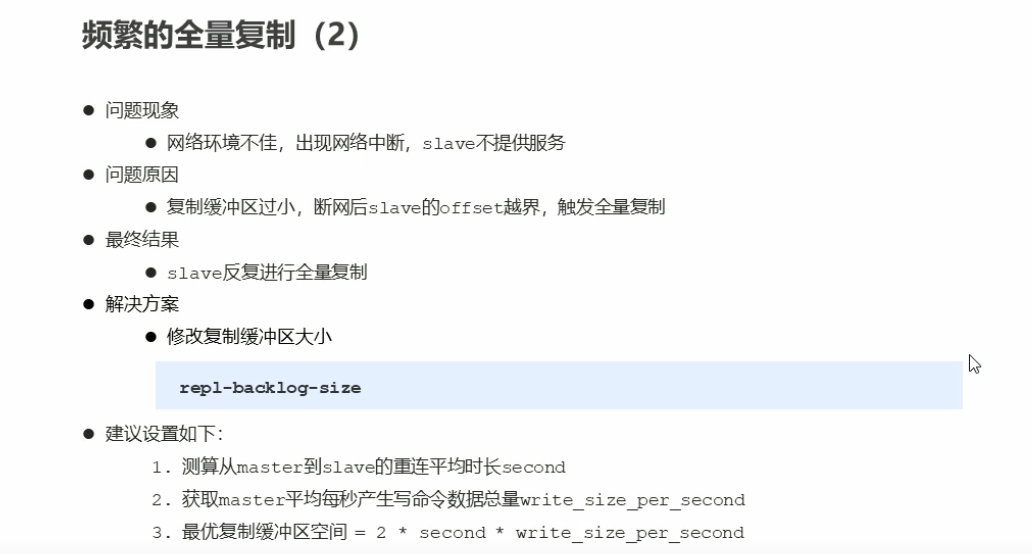 频繁的全量复制（2）
● 问题现象
● 网络环境不佳，出现网络中断，slave不提供服务
● 问题原因
● 复制缓冲区过小，断网后slave的offset越界，触发全量复制
● 最终结果
● slave反复进行全量复制
● 解决方案
● 修改复制缓冲区大小
repl-backlog-size
● 建议设置如下：
1. 测算从master到slave的重连平均时长second
2. 获取master平均每秒产生写命令数据总量write_size_per_second
3. 最优复制缓冲区空间 = 2 * second * write_size_per_second